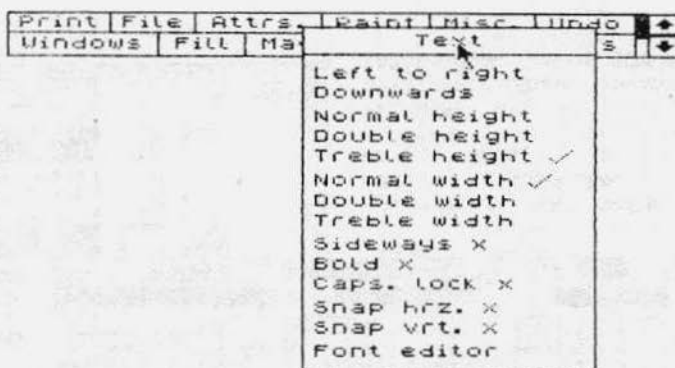 Print File Attrs. Paint Misc. Undo
Windows Fill Ma Text s
Left to right
Downwards
Normal height
Double height
Treble height ✓
Normal width ✓
Double width
Treble width
Sideways ×
Bold ×
Caps. lock ×
Snap hrz. ×
Snap vrt. ×
Font editor